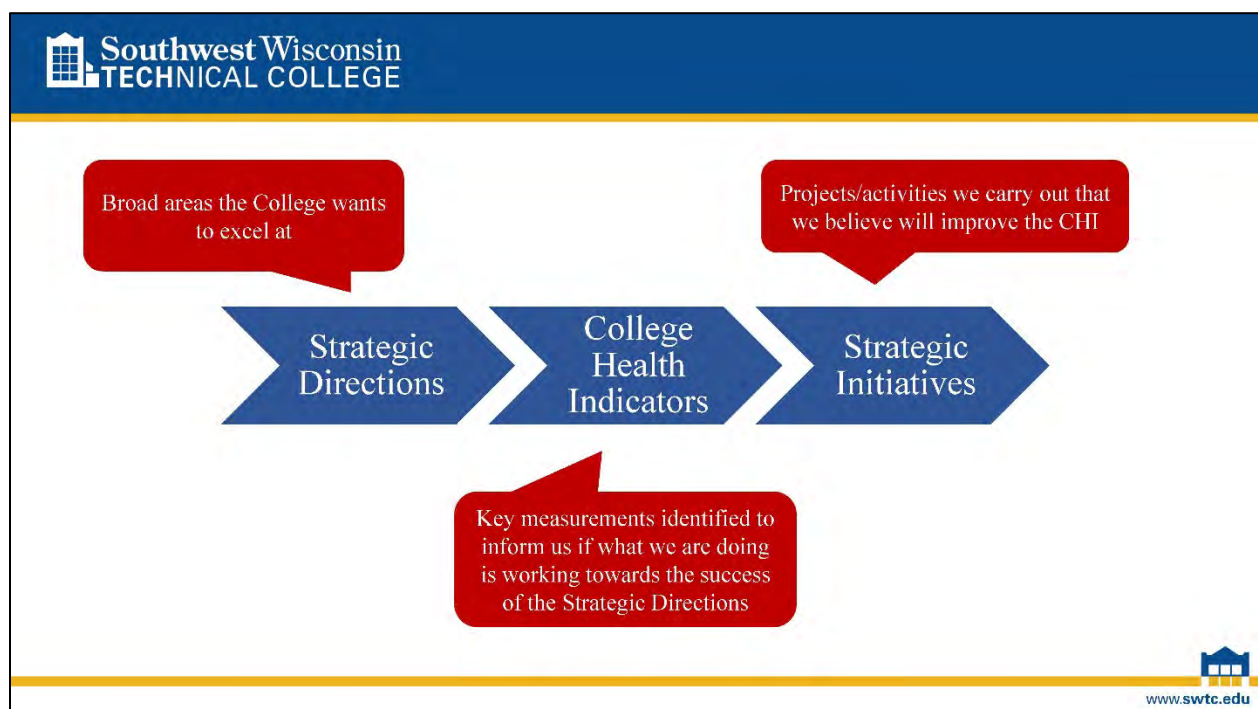 Southwest Wisconsin
TECHNICAL COLLEGE
Broad areas the College wants
to excel at
Projects/activities we carry out that
we believe will improve the CHI
Strategic
Directions
College
Health
Indicators
Strategic
Initiatives
Key measurements identified to
inform us if what we are doing
is working towards the success
of the Strategic Directions
www.swtc.edu